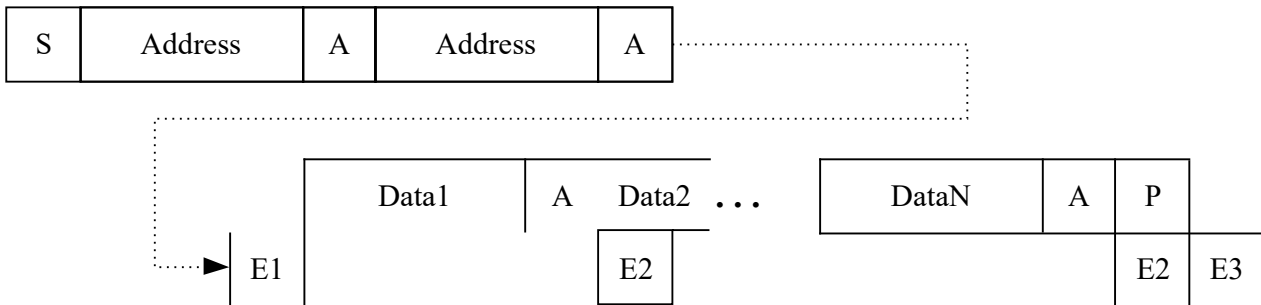 S Address A Address A
Data1 A Data2 ... DataN A P
E1 E2 E2 E3